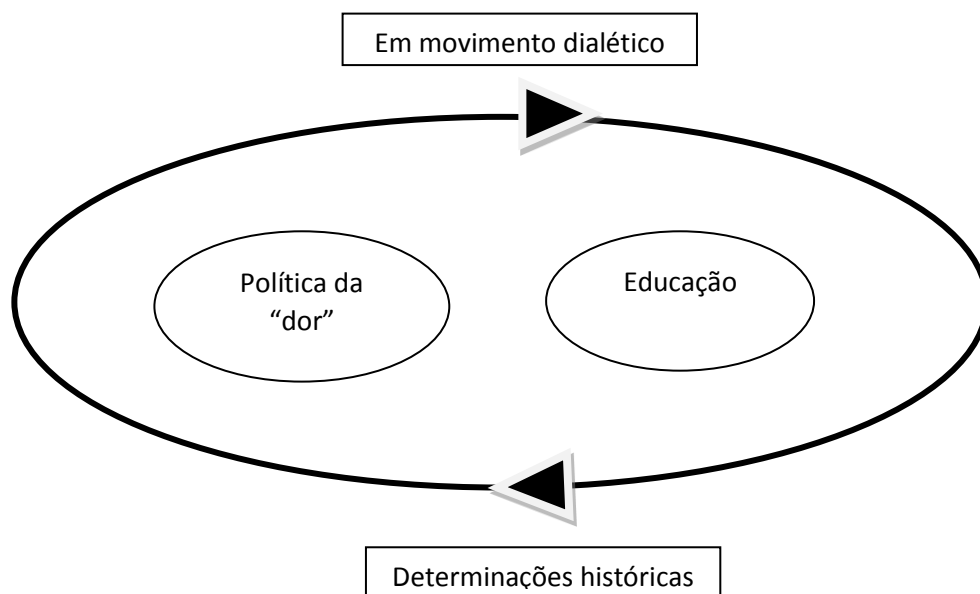 Em movimento dialético
Política da
“dor”
Educação
Determinações históricas